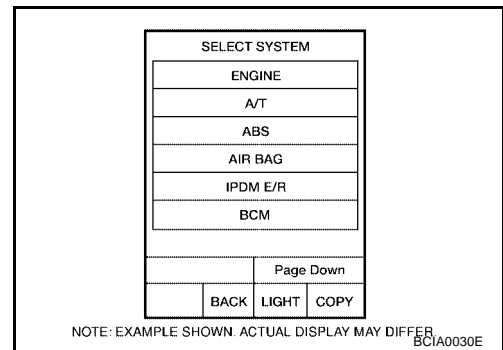 SELECT SYSTEM
ENGINE
A/T
ABS
AIR BAG
IPDM E/R
BCM
Page Down
BACK LIGHT COPY
NOTE: EXAMPLE SHOWN. ACTUAL DISPLAY MAY DIFFER.
BCIA0030E